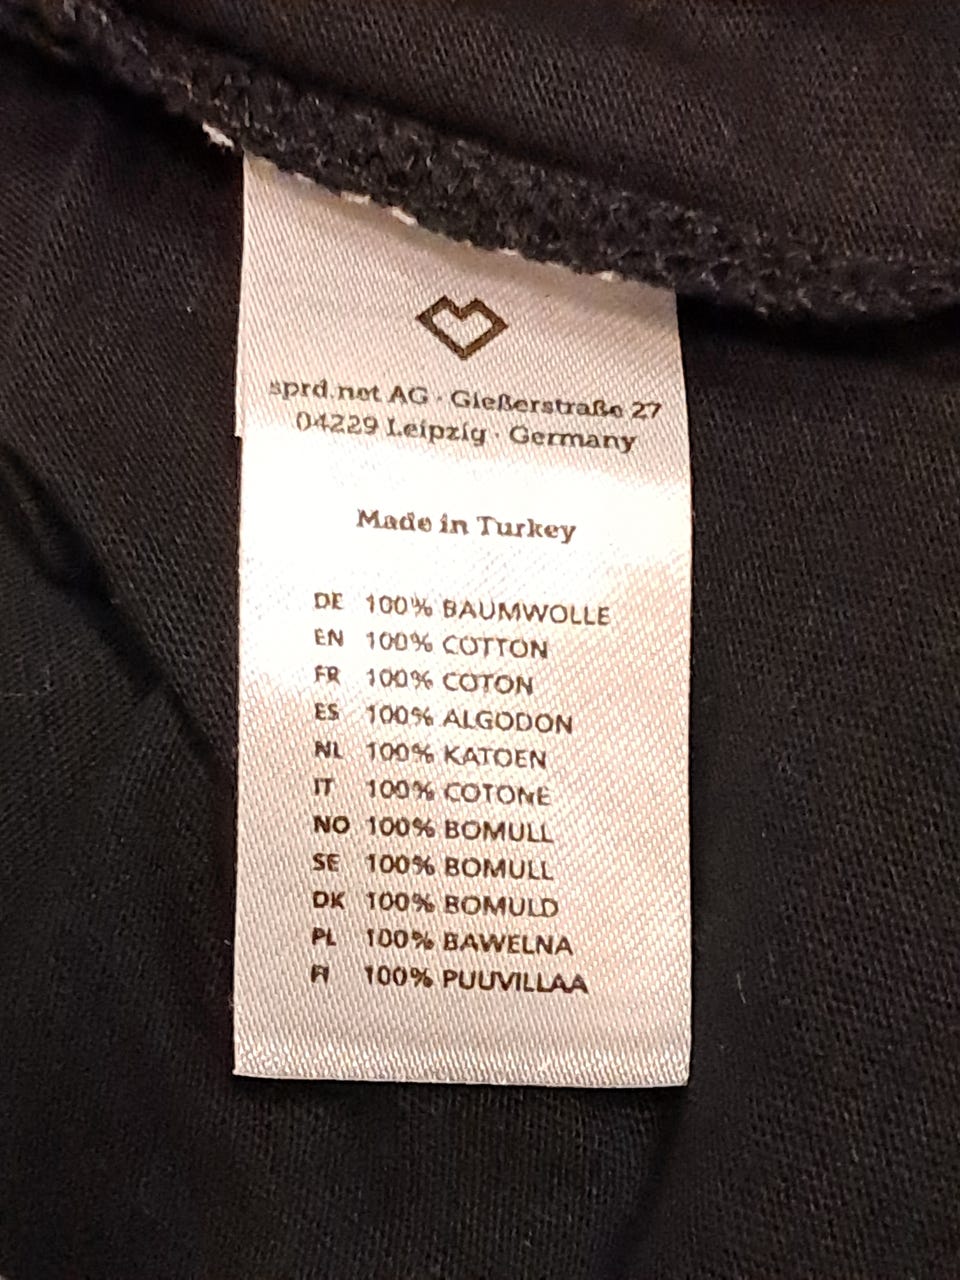 sprd.net AG · Gießerstraße 27
04229 Leipzig · Germany
Made in Turkey
DE 100% BAUMWOLLE
EN 100% COTTON
FR 100% COTON
ES 100% ALGODON
NL 100% KATOEN
IT 100% COTONE
NO 100% BOMULL
SE 100% BOMULL
DK 100% BOMULD
PL 100% BAWELNA
FI 100% PUUVILLAA